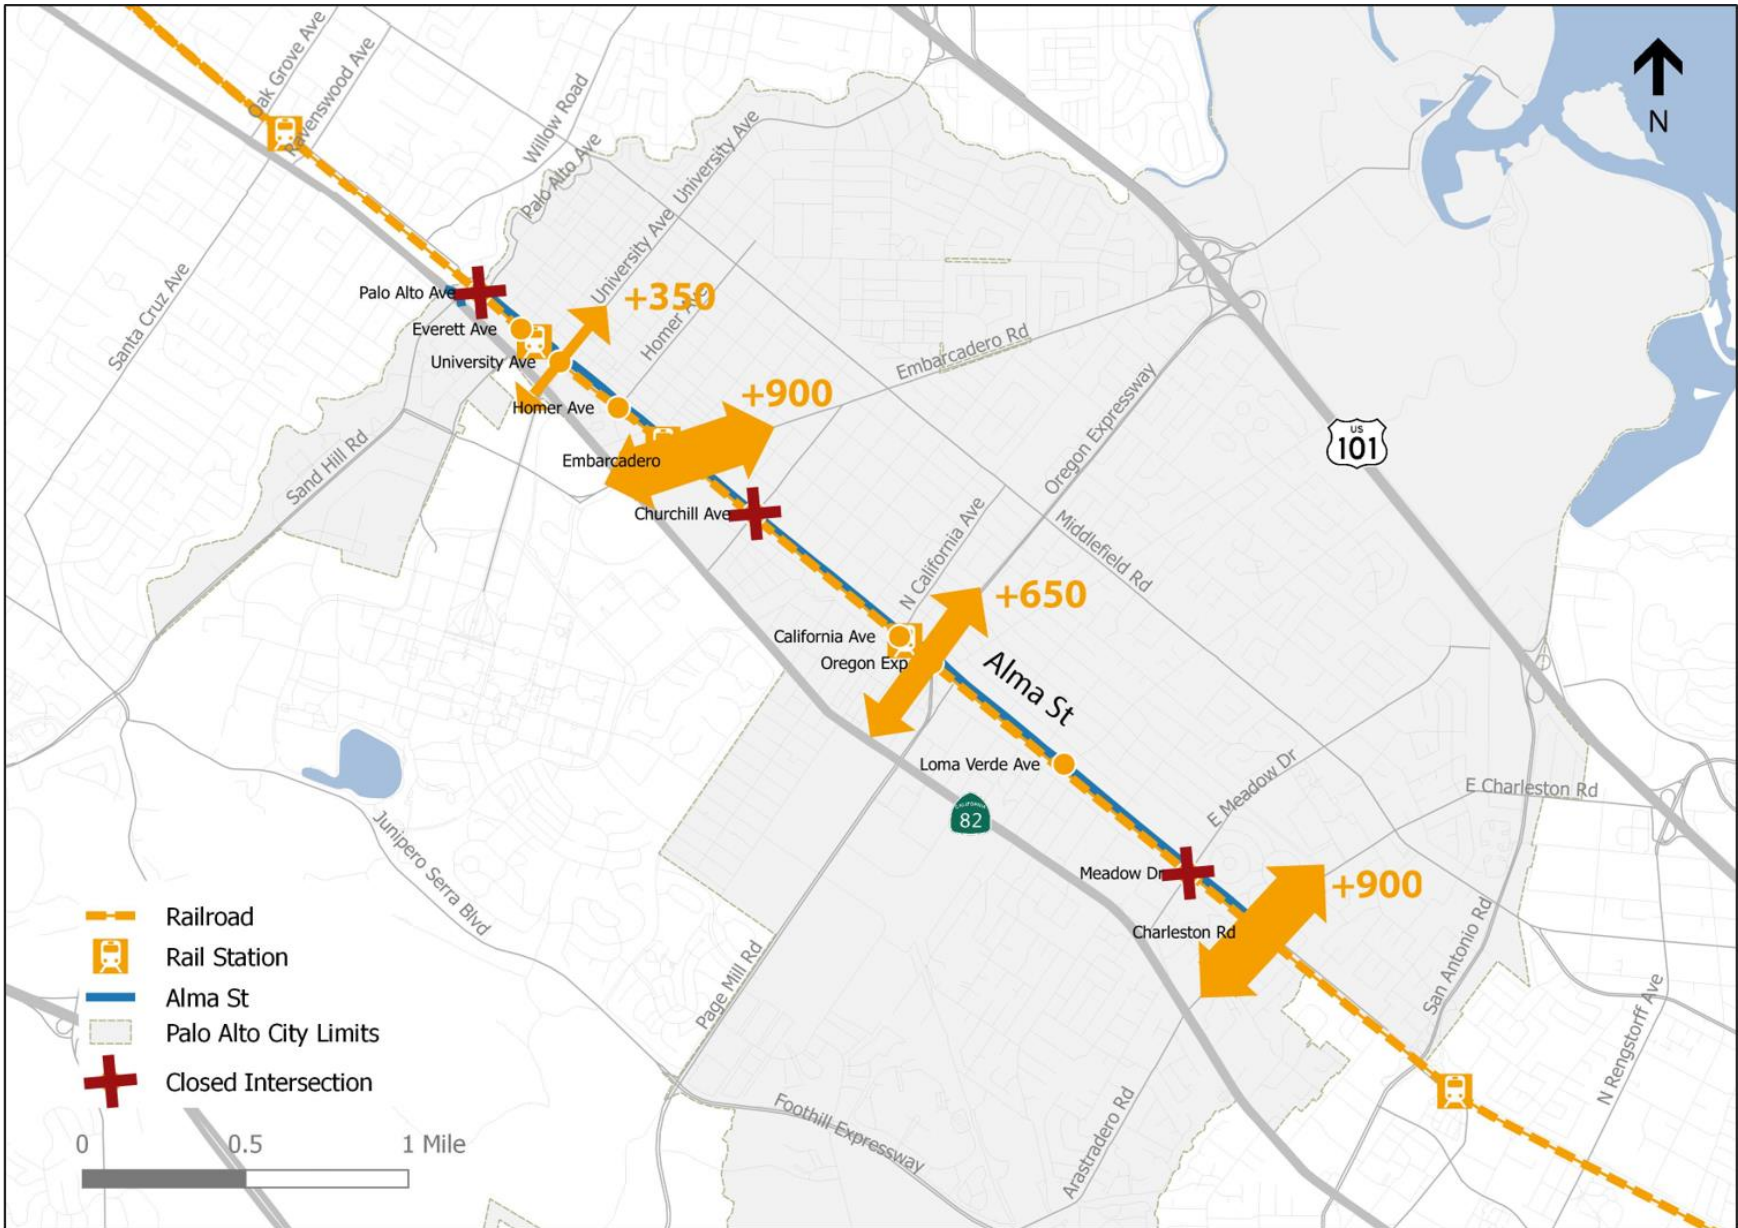 Oak Grove Ave
Ravenswood Ave
Willow Road
Palo Alto Ave
University Ave
University Ave
N
Santa Cruz Ave
Palo Alto Ave
+350
Everett Ave
Homer Ave
University Ave
Embarcadero Rd
+900
Homer Ave
Oregon Expressway
US
101
Sand Hill Rd
Embarcadero
Churchill Ave
N California Ave
Middlefield Rd
+650
California Ave
Oregon Exp
Alma St
Loma Verde Ave
E Meadow Dr
E Charleston Rd
CALIFORNIA
82
Junipero Serra Blvd
Meadow Dr
+900
Charleston Rd
San Antonio Rd
Page Mill Rd
N Rengstorff Ave
Railroad
Rail Station
Alma St
Palo Alto City Limits
Closed Intersection
Foothill Expressway
Arastradero Rd
0 0.5 1 Mile